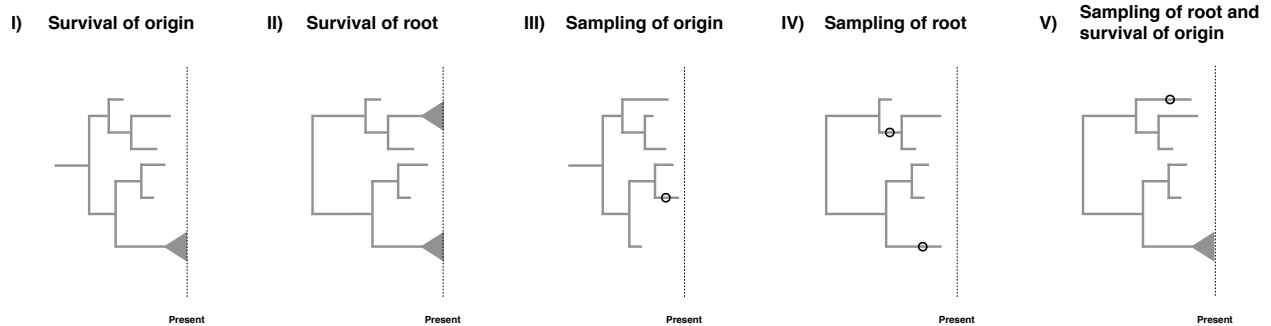 I) Survival of origin
II) Survival of root
III) Sampling of origin
IV) Sampling of root
V) Sampling of root and
survival of origin
Present
Present
Present
Present
Present